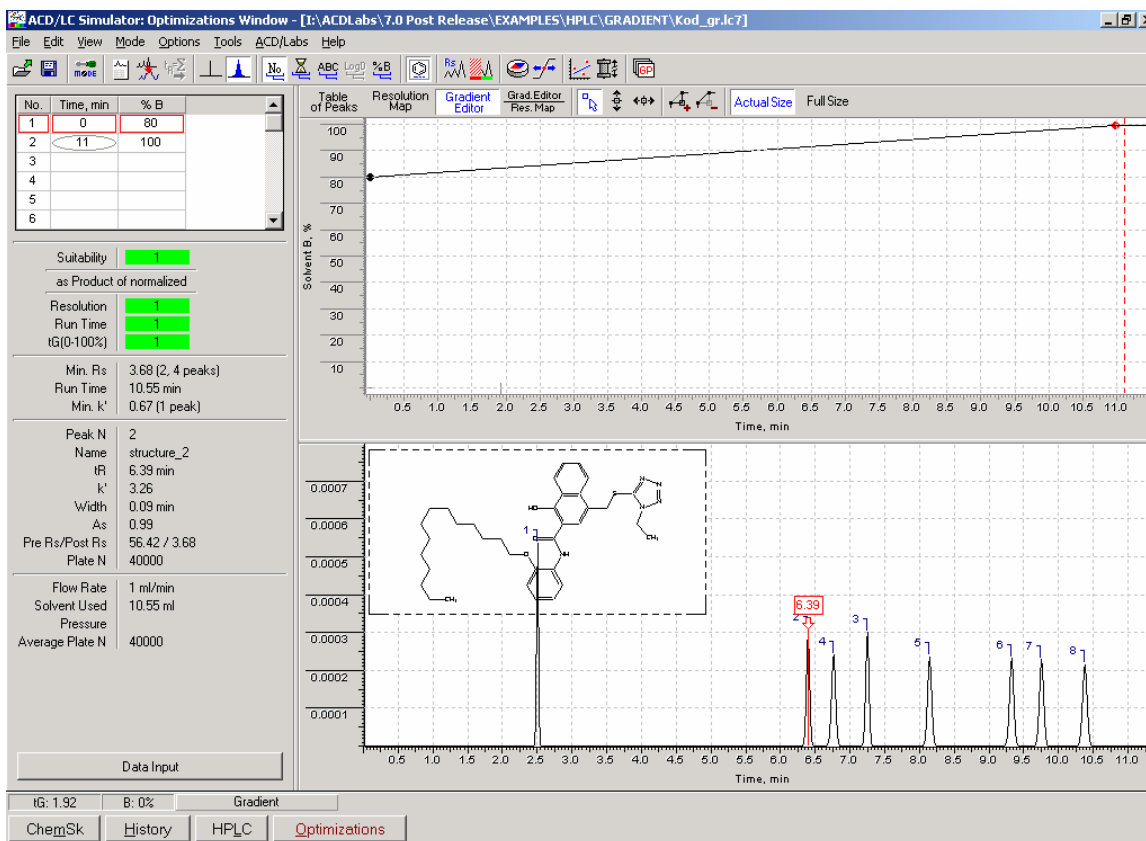 ACD/LC Simulator: Optimizations Window - [I:\ACDLabs\7.0 Post Release\EXAMPLES\HPLC\GRADIENT\Kod_gr.lc7]
File Edit View Mode Options Tools ACD/Labs Help
MODE No ABC LogD %B Rs GP
No. Time, min % B
1 0 80
2 11 100
3
4
5
6
Suitability 1
as Product of normalized
Resolution 1
Run Time 1
tG(0-100%) 1
Min. Rs 3.68 (2, 4 peaks)
Run Time 10.55 min
Min. k' 0.67 (1 peak)
Peak N 2
Name structure_2
tR 6.39 min
k' 3.26
Width 0.09 min
As 0.99
Pre Rs/Post Rs 56.42 / 3.68
Plate N 40000
Flow Rate 1 ml/min
Solvent Used 10.55 ml
Pressure
Average Plate N 40000
Data Input
Table of Peaks Resolution Map Gradient Editor Grad.Editor Res. Map Actual Size Full Size
Solvent B, %
100
90
80
70
60
50
40
30
20
10
0.5 1.0 1.5 2.0 2.5 3.0 3.5 4.0 4.5 5.0 5.5 6.0 6.5 7.0 7.5 8.0 8.5 9.0 9.5 10.0 10.5 11.0
Time, min
0.0007
0.0006
0.0005
0.0004
0.0003
0.0002
0.0001
HO O NH O CH3 S N N N N CH3
6.39
1 2 4 3 5 6 7 8
0.5 1.0 1.5 2.0 2.5 3.0 3.5 4.0 4.5 5.0 5.5 6.0 6.5 7.0 7.5 8.0 8.5 9.0 9.5 10.0 10.5 11.0
Time, min
tG: 1.92 B: 0% Gradient
ChemSk History HPLC Optimizations